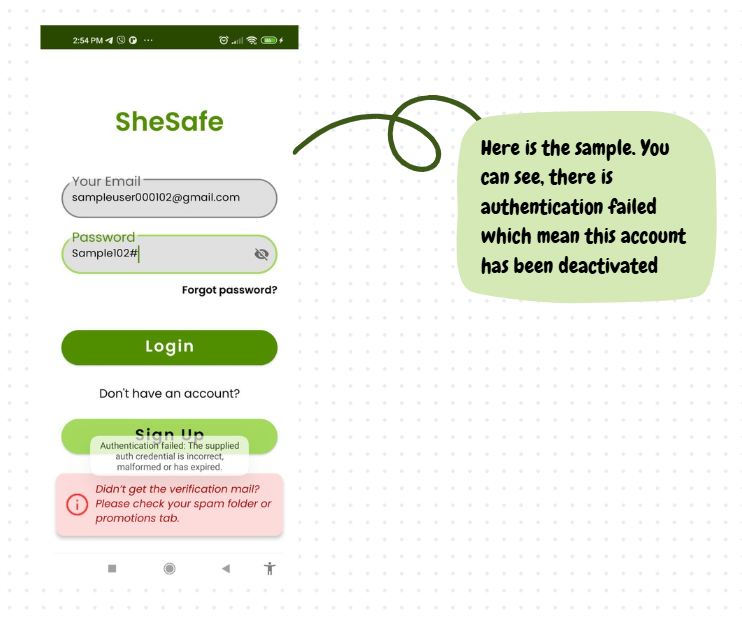 2:54 PM
SheSafe
Your Email
sampleuser000102@gmail.com
Password
Sample102#
Forgot password?
Login
Don't have an account?
Sign Up
Authentication failed: The supplied
auth credential is incorrect,
malformed or has expired.
Didn't get the verification mail?
Please check your spam folder or
promotions tab.
Here is the sample. You
can see, there is
authentication failed
which mean this account
has been deactivated